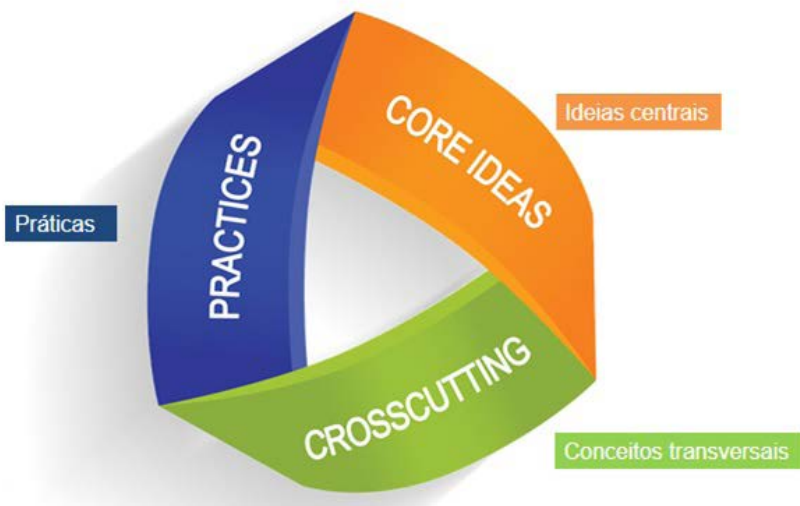 CORE IDEAS
Ideias centrais
PRACTICES
Práticas
CROSSCUTTING
Conceitos transversais